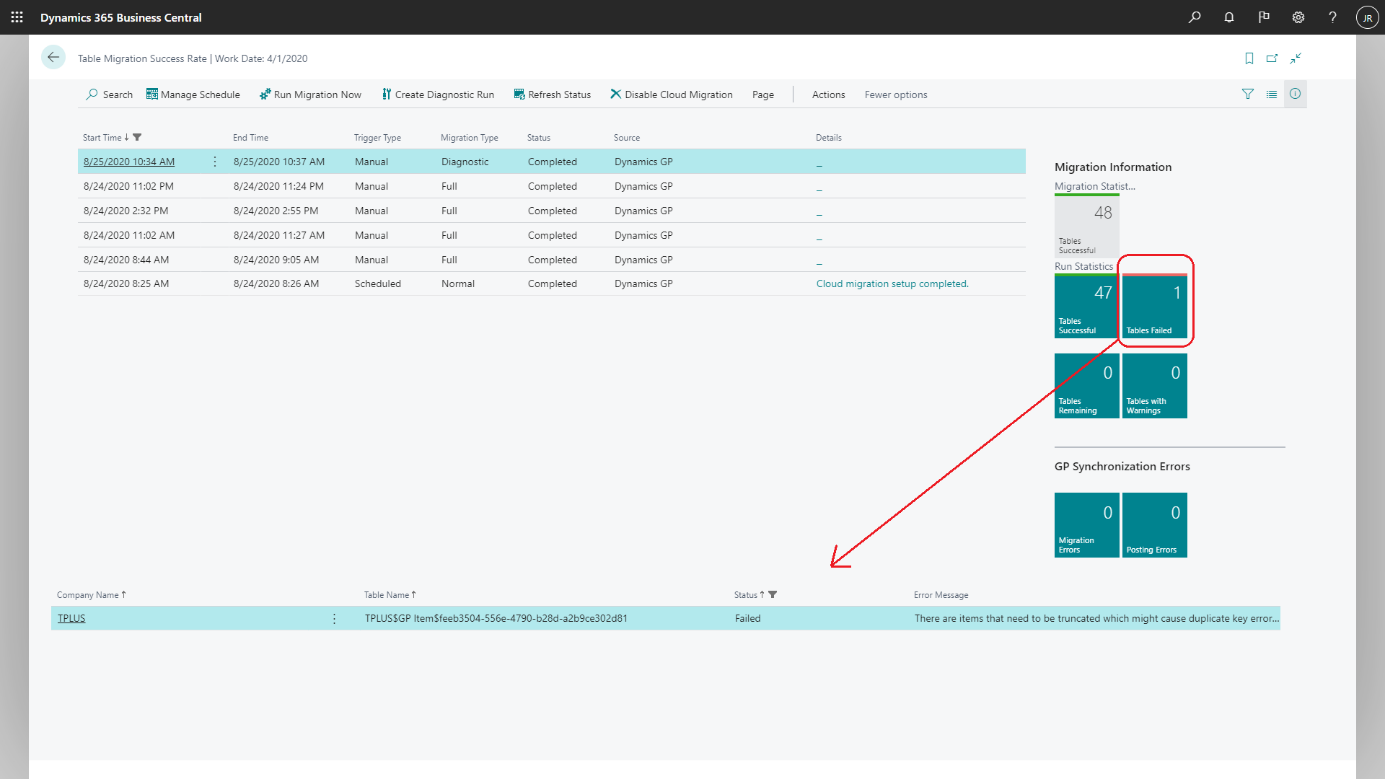 Dynamics 365 Business Central
JR
Table Migration Success Rate | Work Date: 4/1/2020
Search Manage Schedule Run Migration Now Create Diagnostic Run Refresh Status Disable Cloud Migration Page Actions Fewer options
Start Time ↓ End Time Trigger Type Migration Type Status Source Details
8/25/2020 10:34 AM 8/25/2020 10:37 AM Manual Diagnostic Completed Dynamics GP _
8/24/2020 11:02 PM 8/24/2020 11:24 PM Manual Full Completed Dynamics GP _
8/24/2020 2:32 PM 8/24/2020 2:55 PM Manual Full Completed Dynamics GP _
8/24/2020 11:02 AM 8/24/2020 11:27 AM Manual Full Completed Dynamics GP _
8/24/2020 8:44 AM 8/24/2020 9:05 AM Manual Full Completed Dynamics GP _
8/24/2020 8:25 AM 8/24/2020 8:26 AM Scheduled Normal Completed Dynamics GP Cloud migration setup completed.
Migration Information
Migration Statist...
48
Tables
Successful
Run Statistics
47
Tables
Successful
1
Tables Failed
0
Tables
Remaining
0
Tables with
Warnings
GP Synchronization Errors
0
Migration
Errors
0
Posting Errors
Company Name ↑ Table Name ↑ Status ↑ Error Message
TPLUS TPLUS$GP Item$feeb3504-556e-4790-b28d-a2b9ce302d81 Failed There are items that need to be truncated which might cause duplicate key error...